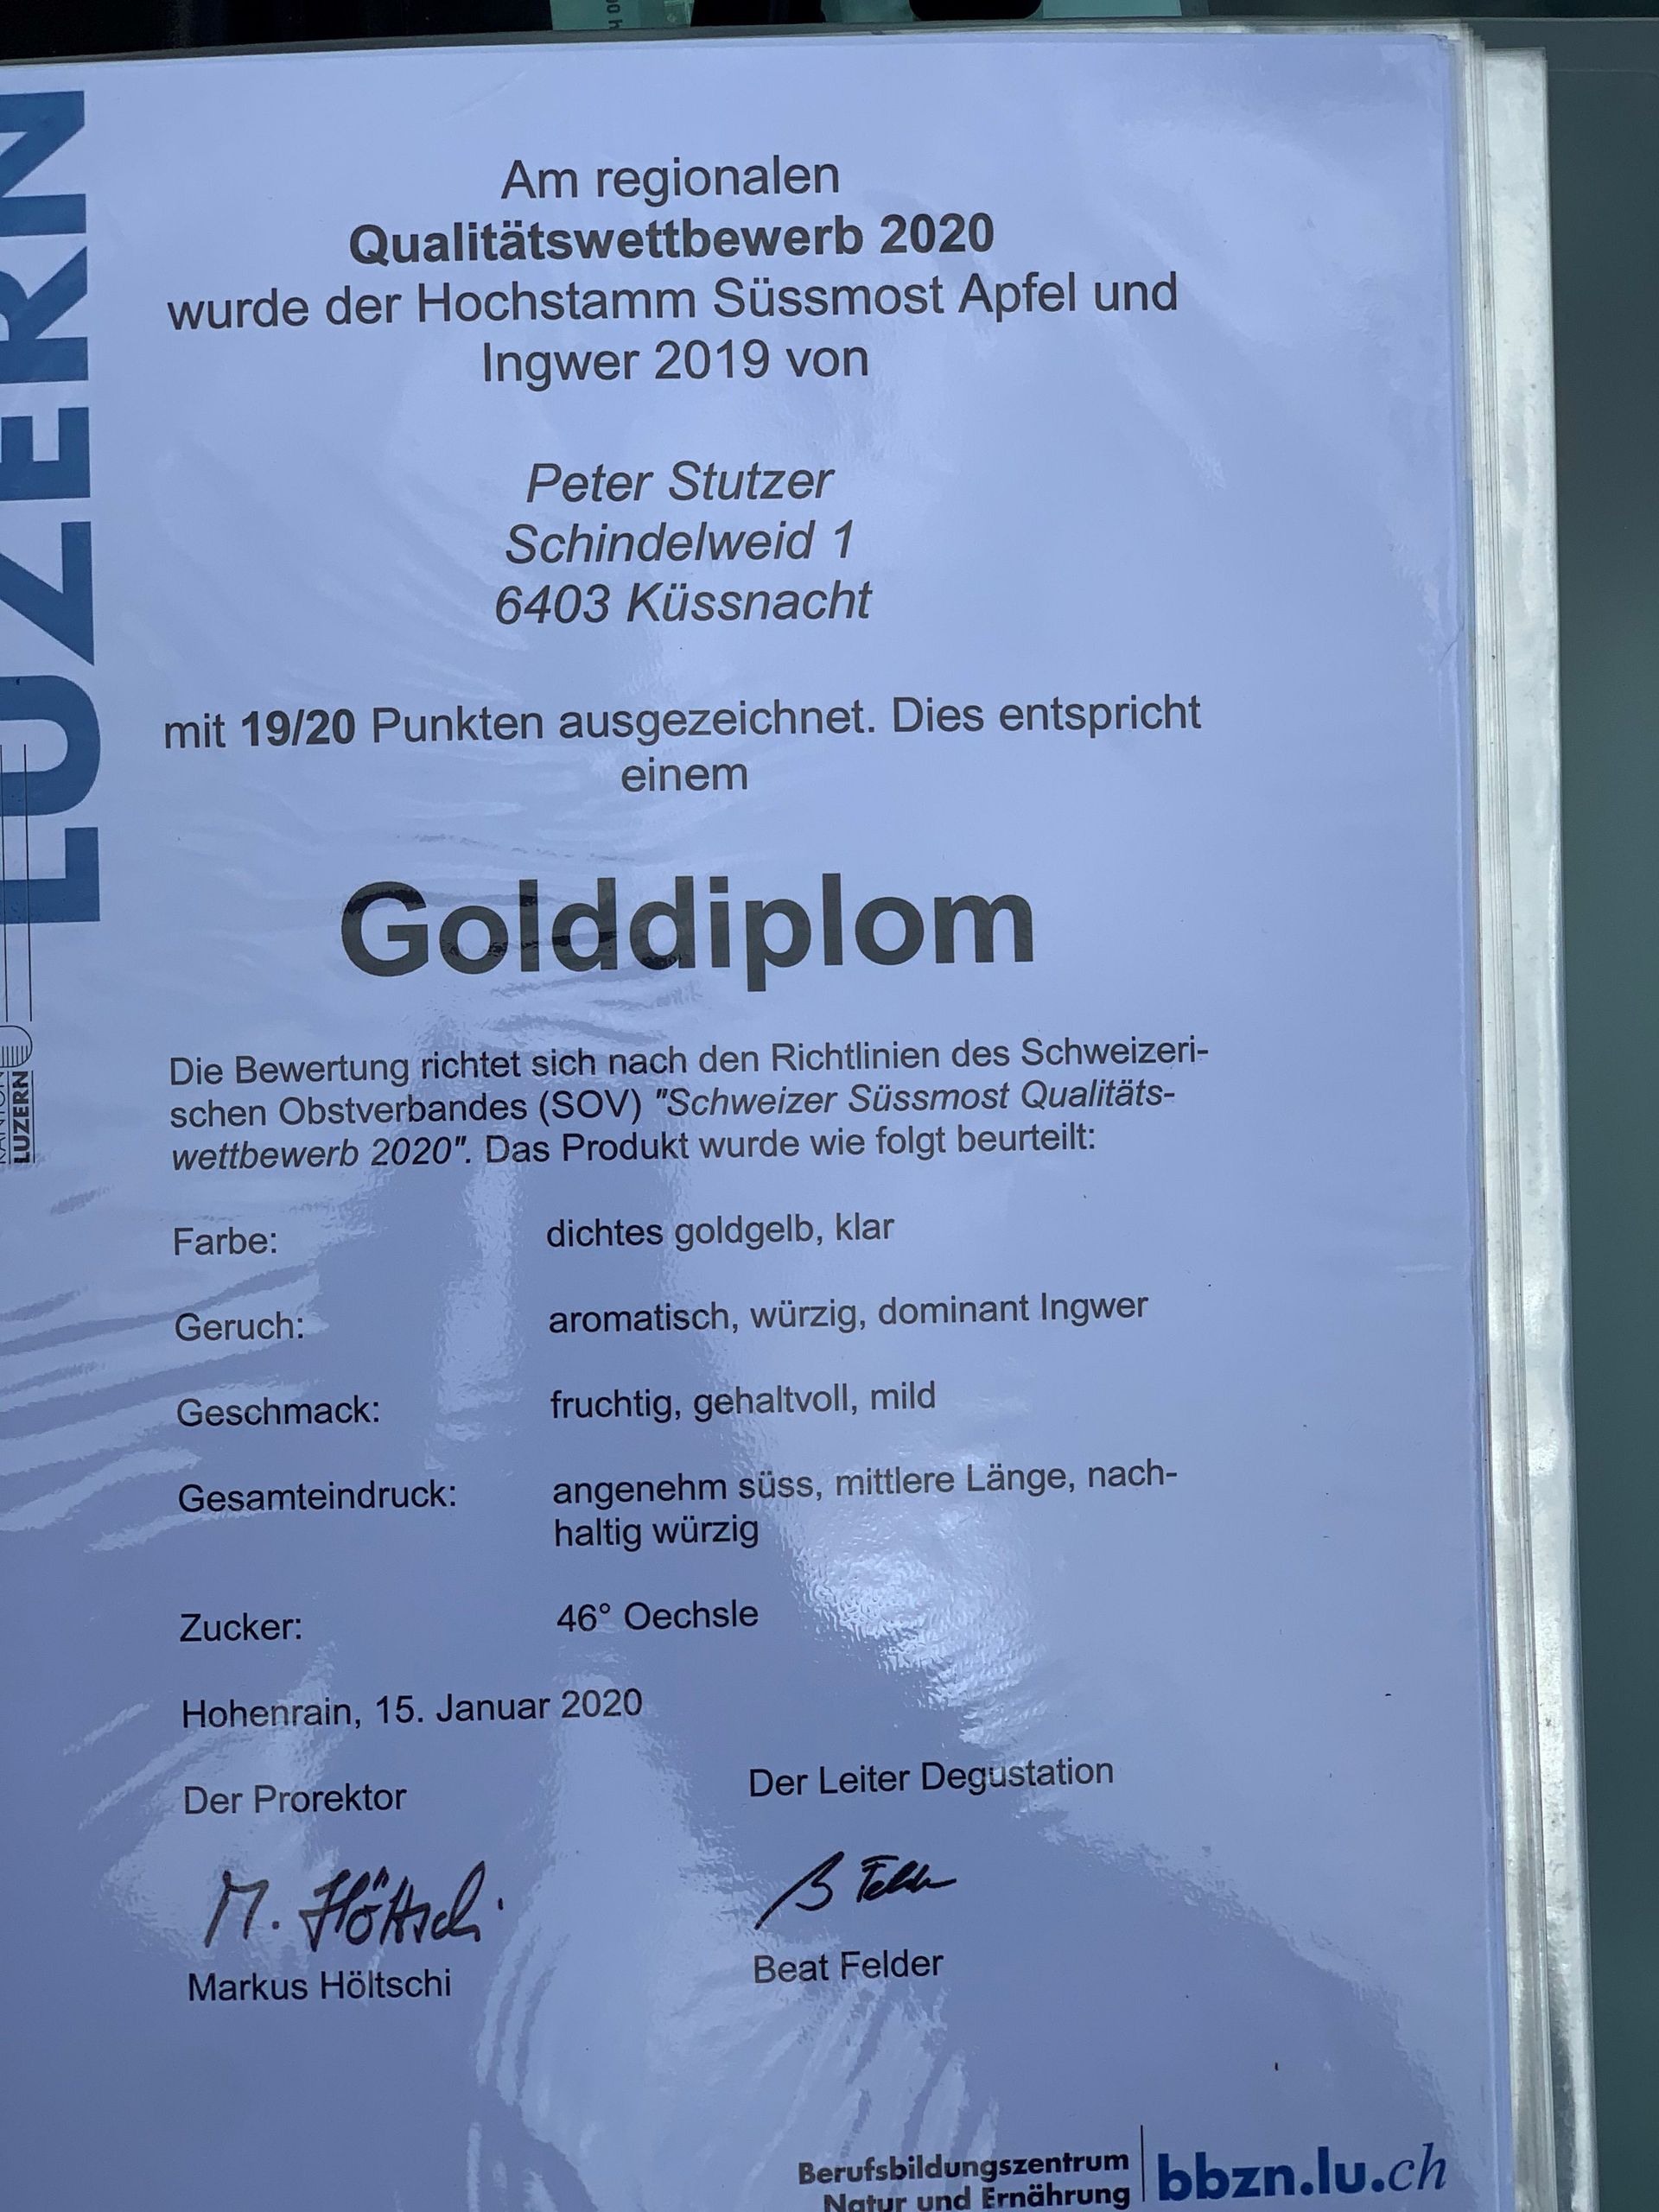 LUZERN
KANTON
LUZERN
Am regionalen
Qualitätswettbewerb 2020
wurde der Hochstamm Süssmost Apfel und
Ingwer 2019 von
Peter Stutzer
Schindelweid 1
6403 Küssnacht
mit 19/20 Punkten ausgezeichnet. Dies entspricht
einem
Golddiplom
Die Bewertung richtet sich nach den Richtlinien des Schweizeri-
schen Obstverbandes (SOV) "Schweizer Süssmost Qualitäts-
wettbewerb 2020". Das Produkt wurde wie folgt beurteilt:
Farbe: dichtes goldgelb, klar
Geruch: aromatisch, würzig, dominant Ingwer
Geschmack: fruchtig, gehaltvoll, mild
Gesamteindruck: angenehm süss, mittlere Länge, nach-
haltig würzig
Zucker: 46° Oechsle
Hohenrain, 15. Januar 2020
Der Prorektor Der Leiter Degustation
M. Höltschi B Felder
Markus Höltschi Beat Felder
Berufsbildungszentrum
Natur und Ernährung
bbzn.lu.ch